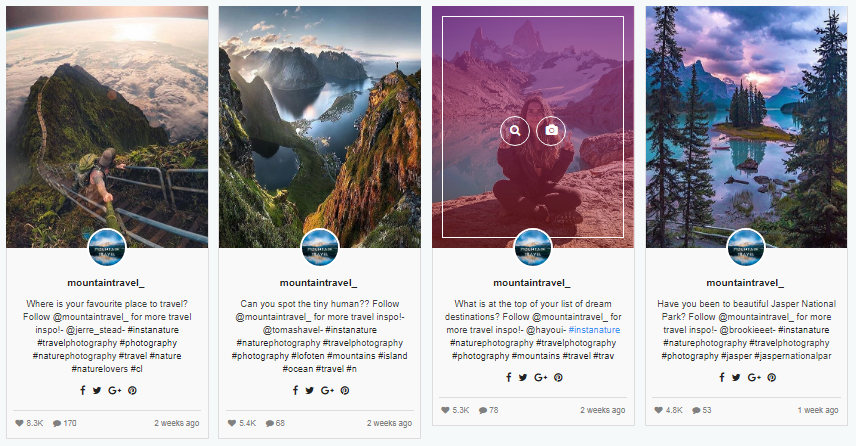 MOUNTAIN
TRAVEL
mountaintravel_
Where is your favourite place to travel?
Follow @mountaintravel_ for more travel
inspo!- @jerre_stead- #instanature
#travelphotography #photography
#naturephotography #travel #nature
#naturelovers #cl
8.3K 170 2 weeks ago
MOUNTAIN
TRAVEL
mountaintravel_
Can you spot the tiny human?? Follow
@mountaintravel_ for more travel inspo!-
@tomashavel- #instanature
#naturephotography #travelphotography
#photography #lofoten #mountains #island
#ocean #travel #n
5.4K 68 2 weeks ago
MOUNTAIN
TRAVEL
mountaintravel_
What is at the top of your list of dream
destinations? Follow @mountaintravel_ for
more travel inspo!- @hayoui- #instanature
#naturephotography #travelphotography
#photography #mountains #travel #trav
5.3K 78 2 weeks ago
MOUNTAIN
TRAVEL
mountaintravel_
Have you been to beautiful Jasper National
Park? Follow @mountaintravel_ for more
travel inspo!- @brookieeet- #instanature
#naturephotography #travelphotography
#photography #jasper #jaspernationalpar
4.8K 53 1 week ago